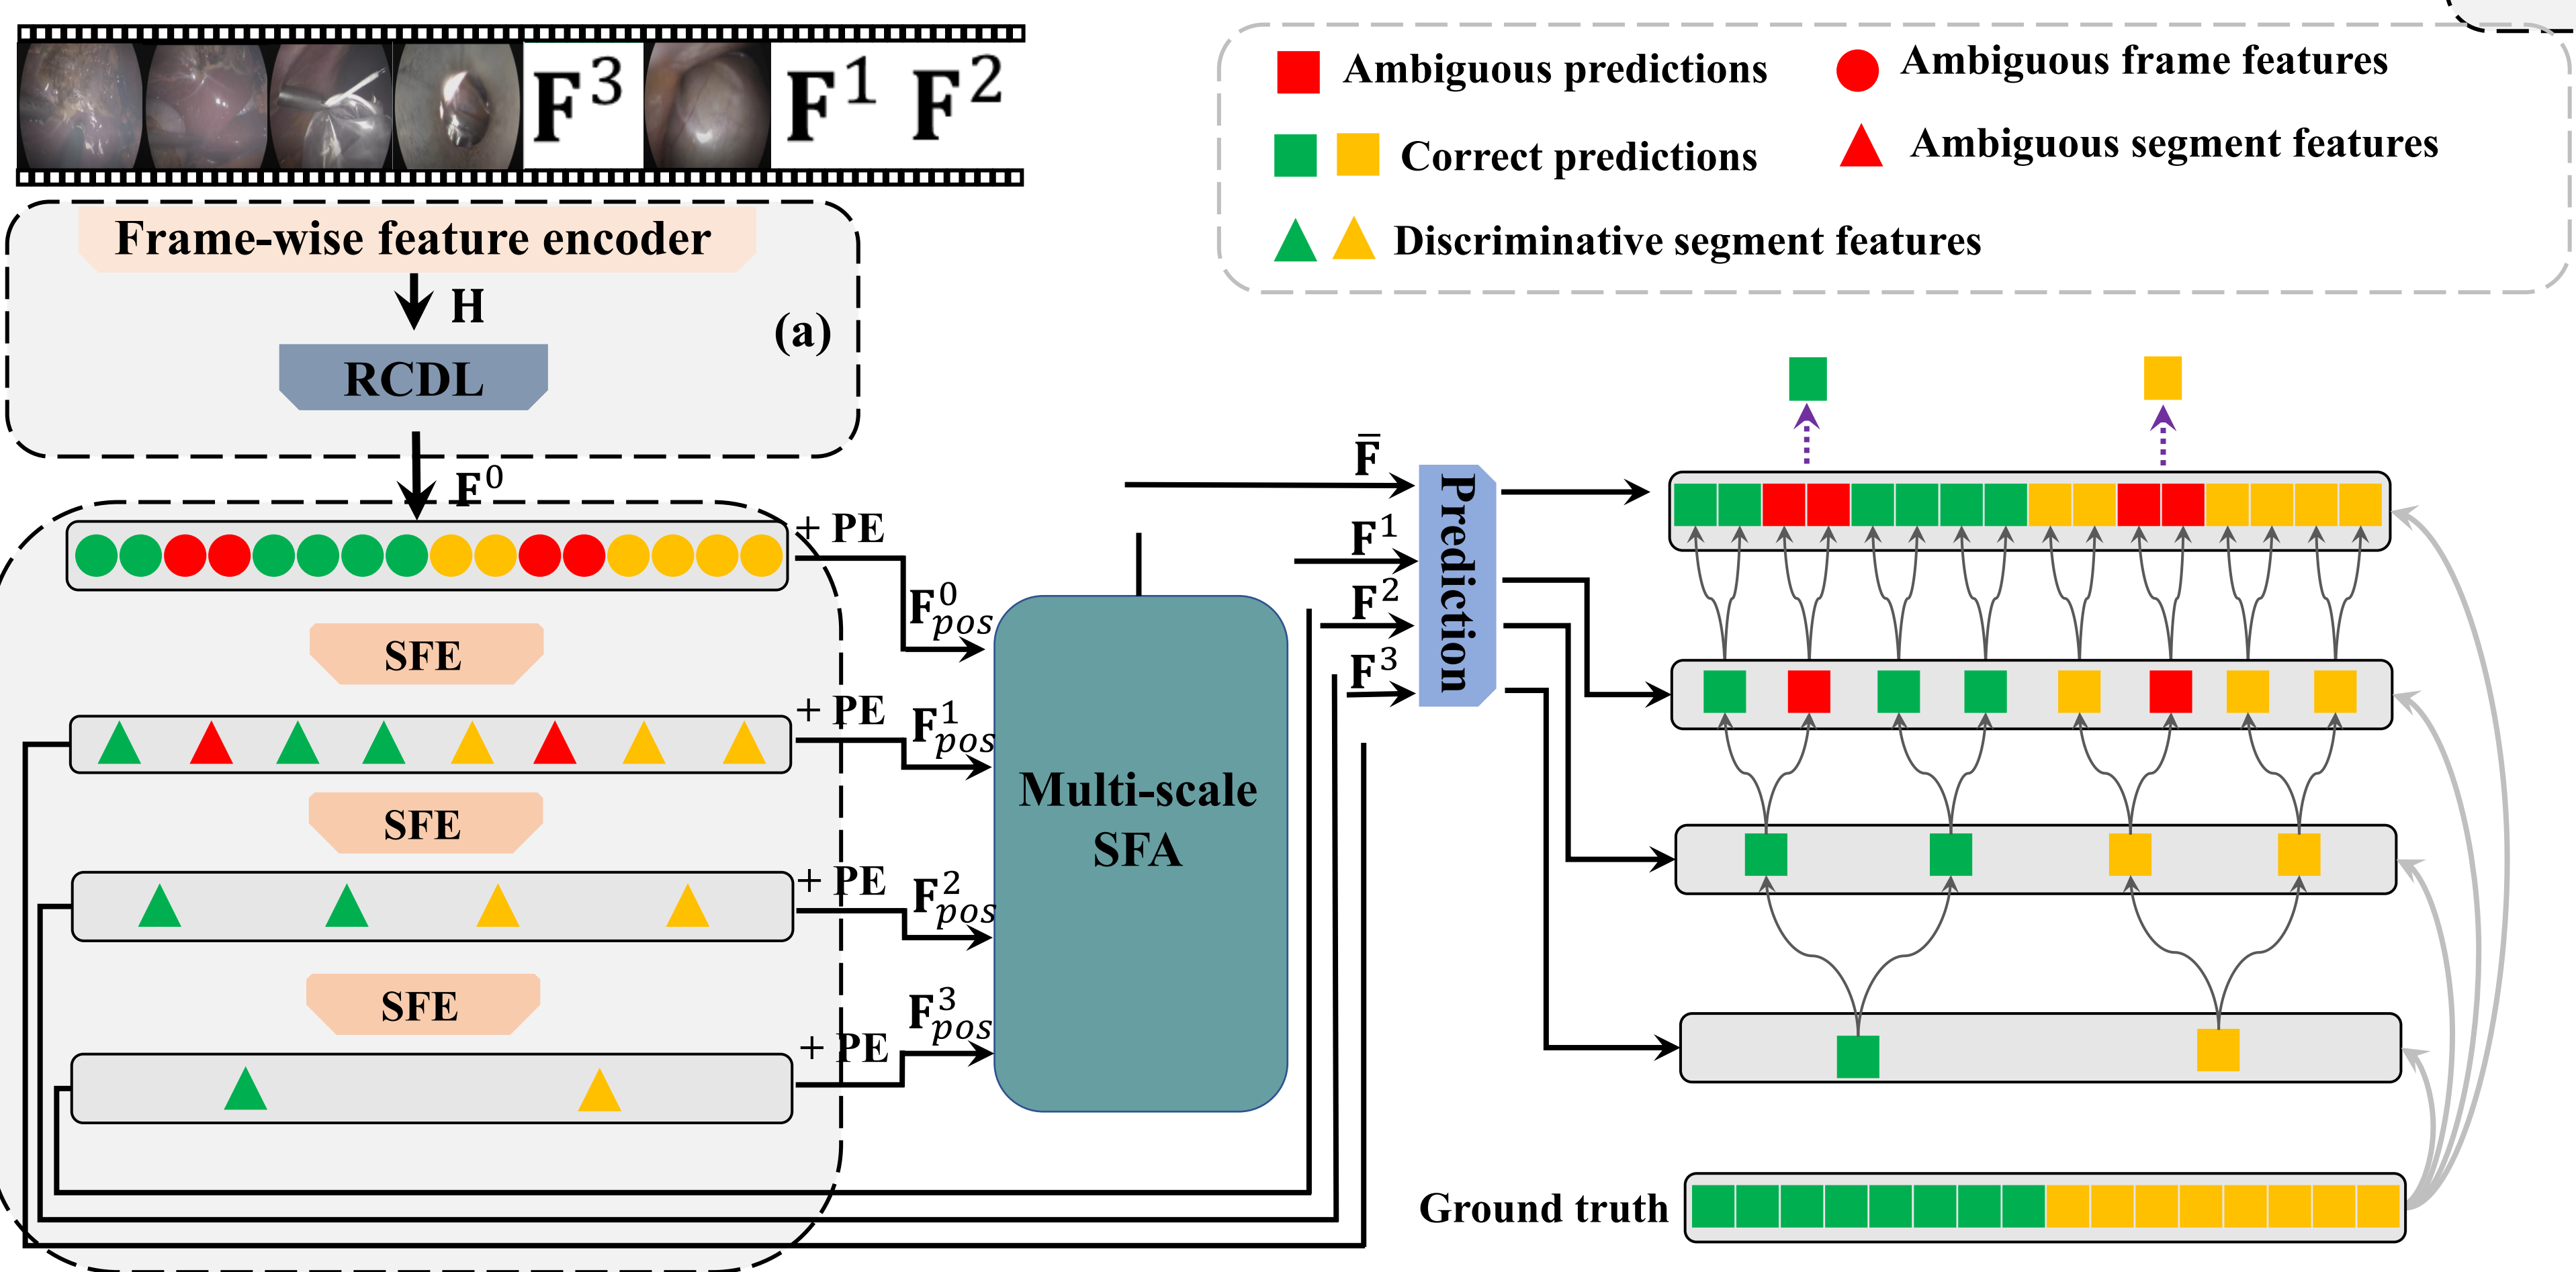 F³ F¹ F²
Ambiguous predictions
Ambiguous frame features
Correct predictions
Ambiguous segment features
Discriminative segment features
Frame-wise feature encoder
H
(a)
RCDL
F⁰
+ PE
F⁰pos
SFE
+ PE
F¹pos
SFE
+ PE
F²pos
SFE
+ PE
F³pos
Multi-scale
SFA
F̄
F¹
F²
F³
Prediction
Ground truth